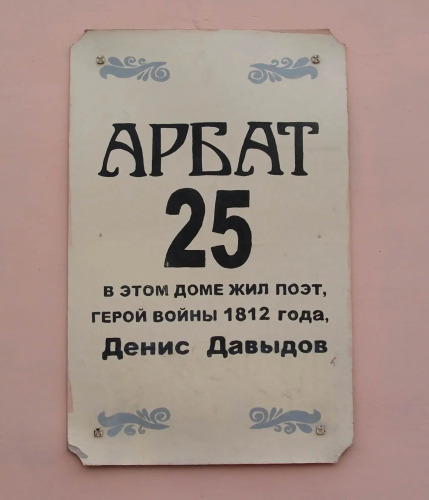 АРБАТ
25
В ЭТОМ ДОМЕ ЖИЛ ПОЭТ,
ГЕРОЙ ВОЙНЫ 1812 года,
Денис Давыдов